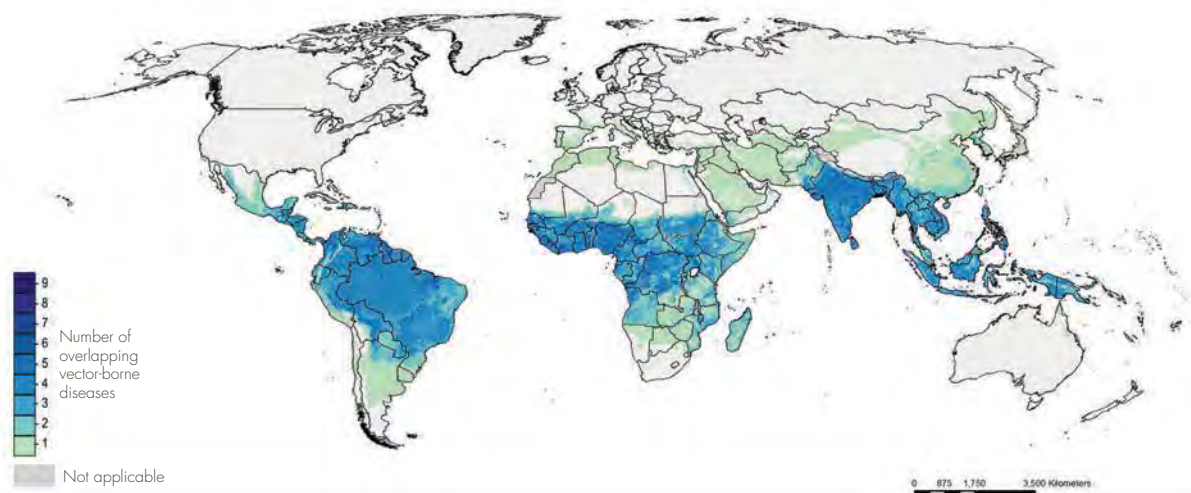 9
8
7
6
5
4
3
2
1
Number of
overlapping
vector-borne
diseases
Not applicable
0 875 1,750 3,500 Kilometers